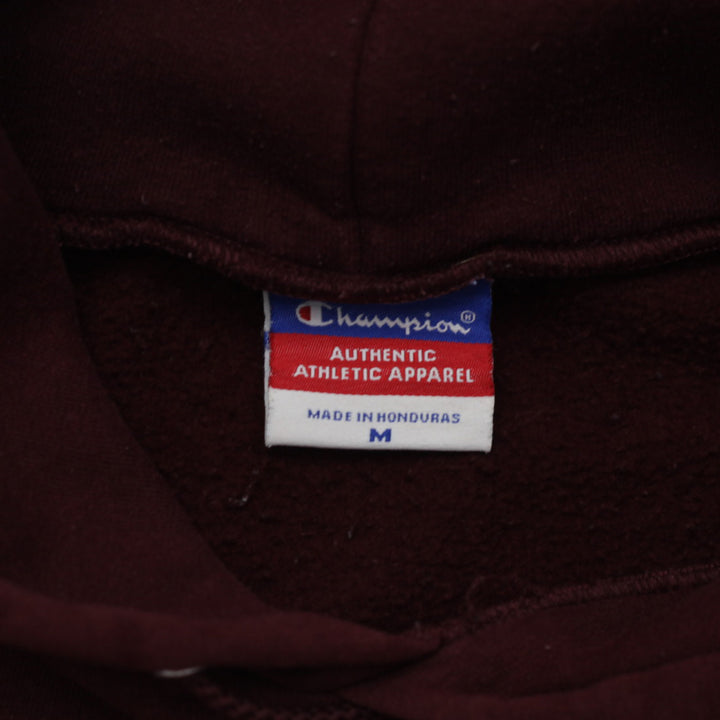 Champion®
AUTHENTIC
ATHLETIC APPAREL
MADE IN HONDURAS
M